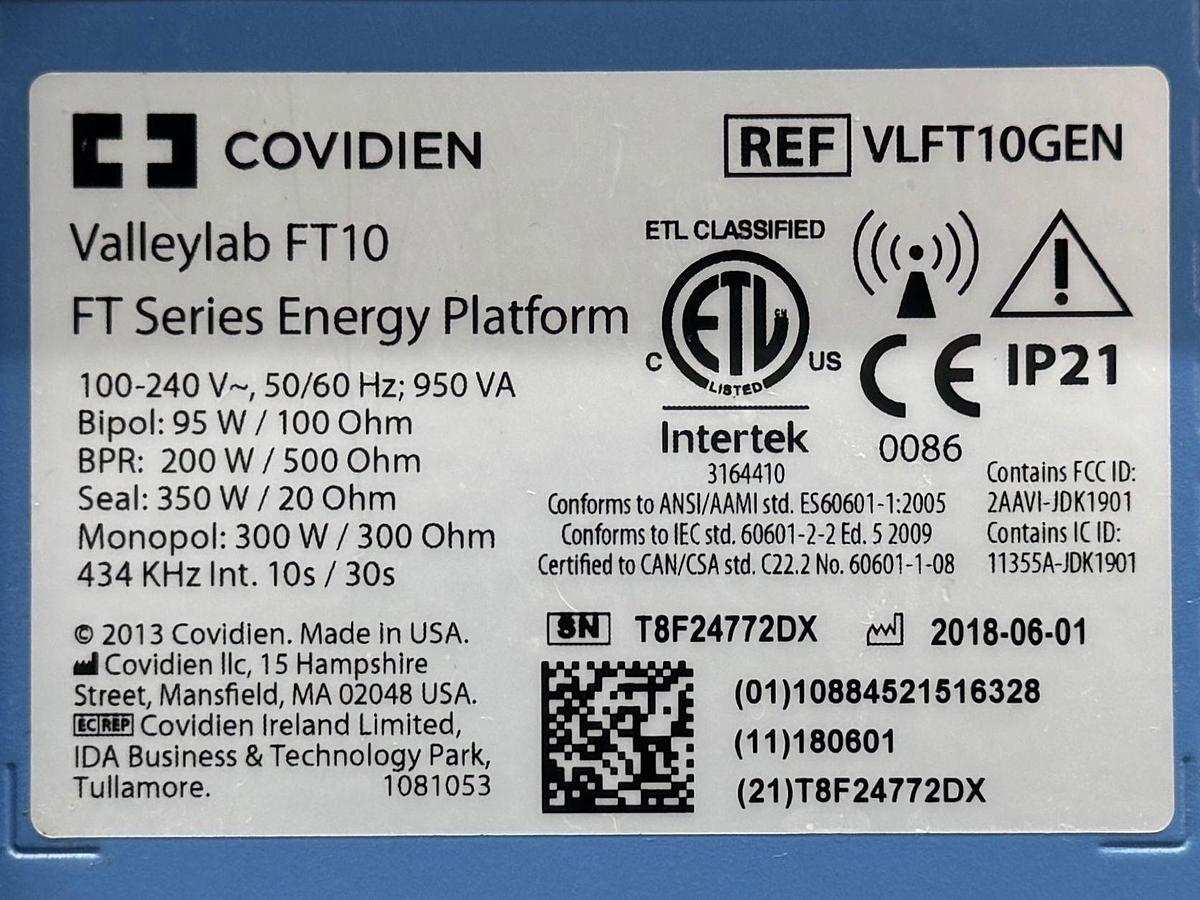 COVIDIEN
REF VLFT10GEN
Valleylab FT10
FT Series Energy Platform
100-240 V~, 50/60 Hz; 950 VA
Bipol: 95 W / 100 Ohm
BPR: 200 W / 500 Ohm
Seal: 350 W / 20 Ohm
Monopol: 300 W / 300 Ohm
434 KHz Int. 10s / 30s
ETL CLASSIFIED
ETL CM
LISTED
C US
Intertek
3164410
Conforms to ANSI/AAMI std. ES60601-1:2005
Conforms to IEC std. 60601-2-2 Ed. 5 2009
Certified to CAN/CSA std. C22.2 No. 60601-1-08
CE IP21
0086
Contains FCC ID:
2AAVI-JDK1901
Contains IC ID:
11355A-JDK1901
© 2013 Covidien. Made in USA.
Covidien llc, 15 Hampshire
Street, Mansfield, MA 02048 USA.
EC REP Covidien Ireland Limited,
IDA Business & Technology Park,
Tullamore. 1081053
SN T8F24772DX 2018-06-01
(01)10884521516328
(11)180601
(21)T8F24772DX